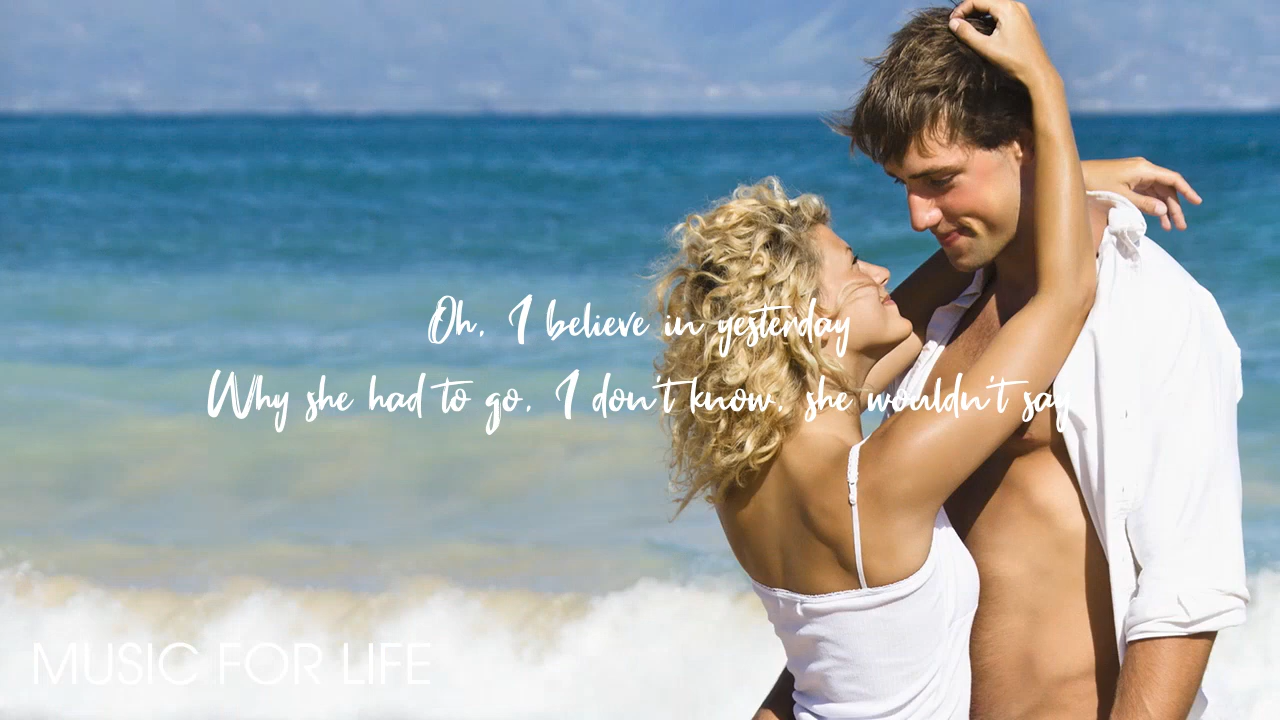 Oh, I believe in yesterday
Why she had to go, I don't know, she wouldn't say
MUSIC FOR LIFE